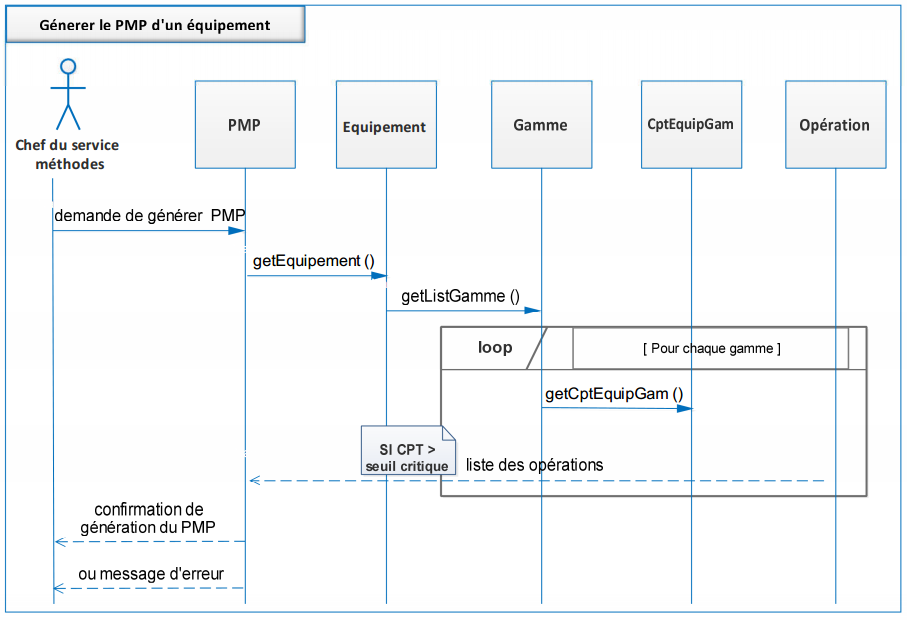 Génerer le PMP d'un équipement
Chef du service
méthodes
PMP
Equipement
Gamme
CptEquipGam
Opération
demande de générer PMP
getEquipement ()
getListGamme ()
loop
[ Pour chaque gamme ]
getCptEquipGam ()
SI CPT >
seuil critique
liste des opérations
confirmation de
génération du PMP
ou message d'erreur